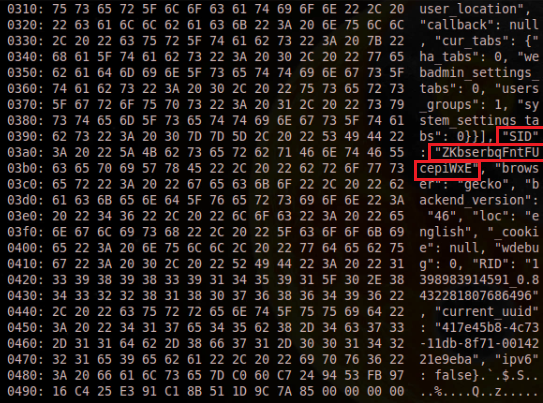 0310: 75 73 65 72 5F 6C 6F 63 61 74 69 6F 6E 22 2C 20 user_location",
0320: 22 63 61 6C 6C 62 61 63 6B 22 3A 20 6E 75 6C 6C "callback": null
0330: 2C 20 22 63 75 72 5F 74 61 62 73 22 3A 20 7B 22 , "cur_tabs": {"
0340: 68 61 5F 74 61 62 73 22 3A 20 30 2C 20 22 77 65 ha_tabs": 0, "we
0350: 62 61 64 6D 69 6E 5F 73 65 74 74 69 6E 67 73 5F badmin_settings_
0360: 74 61 62 73 22 3A 20 30 2C 20 22 75 73 65 72 73 tabs": 0, "users
0370: 5F 67 72 6F 75 70 73 22 3A 20 31 2C 20 22 73 79 _groups": 1, "sy
0380: 73 74 65 6D 5F 73 65 74 74 69 6E 67 73 5F 74 61 stem_settings_ta
0390: 62 73 22 3A 20 30 7D 7D 5D 2C 20 22 53 49 44 22 bs": 0}}], "SID"
03a0: 3A 20 22 5A 4B 62 73 65 72 62 71 46 6E 74 46 55 : "ZKbserbqFntFU
03b0: 63 65 70 69 57 78 45 22 2C 20 22 62 72 6F 77 73 cepiWxE", "brows
03c0: 65 72 22 3A 20 22 67 65 63 6B 6F 22 2C 20 22 62 er": "gecko", "b
03d0: 61 63 6B 65 6E 64 5F 76 65 72 73 69 6F 6E 22 3A ackend_version":
03e0: 20 22 34 36 22 2C 20 22 6C 6F 63 22 3A 20 22 65 "46", "loc": "e
03f0: 6E 67 6C 69 73 68 22 2C 20 22 5F 63 6F 6F 6B 69 nglish", "_cooki
0400: 65 22 3A 20 6E 75 6C 6C 2C 20 22 77 64 65 62 75 e": null, "wdebu
0410: 67 22 3A 20 30 2C 20 22 52 49 44 22 3A 20 22 31 g": 0, "RID": "1
0420: 33 39 38 39 38 33 39 31 34 35 39 31 5F 30 2E 38 398983914591_0.8
0430: 34 33 32 32 38 31 38 30 37 36 38 36 34 39 36 22 432281807686496"
0440: 2C 20 22 63 75 72 72 65 6E 74 5F 75 75 69 64 22 , "current_uuid"
0450: 3A 20 22 34 31 37 65 34 35 62 38 2D 34 63 37 33 : "417e45b8-4c73
0460: 2D 31 31 64 62 2D 38 66 37 31 2D 30 30 31 34 32 -11db-8f71-00142
0470: 32 31 65 39 65 62 61 22 2C 20 22 69 70 76 36 22 21e9eba", "ipv6"
0480: 3A 20 66 61 6C 73 65 7D C0 60 C7 24 94 53 FB 97 : false}.`.$.S..
0490: 16 C4 25 E3 91 C1 8B 51 1D 9C 7A 85 00 00 00 00 ..%....Q..z.....